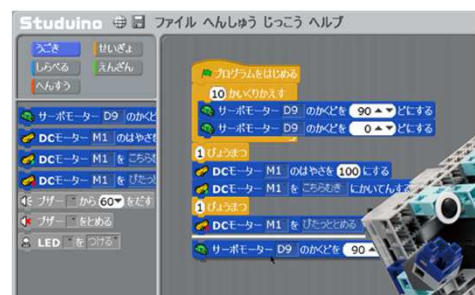 Studuino ファイル へんしゅう じっこう ヘルプ
うごき せいぎょ
しらべる えんざん
へんすう
サーボモーター D9 のかくど
DCモーター M1 のはやさを
DCモーター M1 を こちらむ
DCモーター M1 を ぴたっと
ブザー から 60 をだす
ブザー をとめる
LED を つける
プログラムをはじめる
10 かいくりかえす
サーボモーター D9 のかくどを 90 どにする
サーボモーター D9 のかくどを 0 どにする
1 びょうまつ
DCモーター M1 のはやさを 100 にする
DCモーター M1 を こちらむき にかいてんする
1 びょうまつ
DCモーター M1 を ぴたっととめる
サーボモーター D9 のかくどを 90